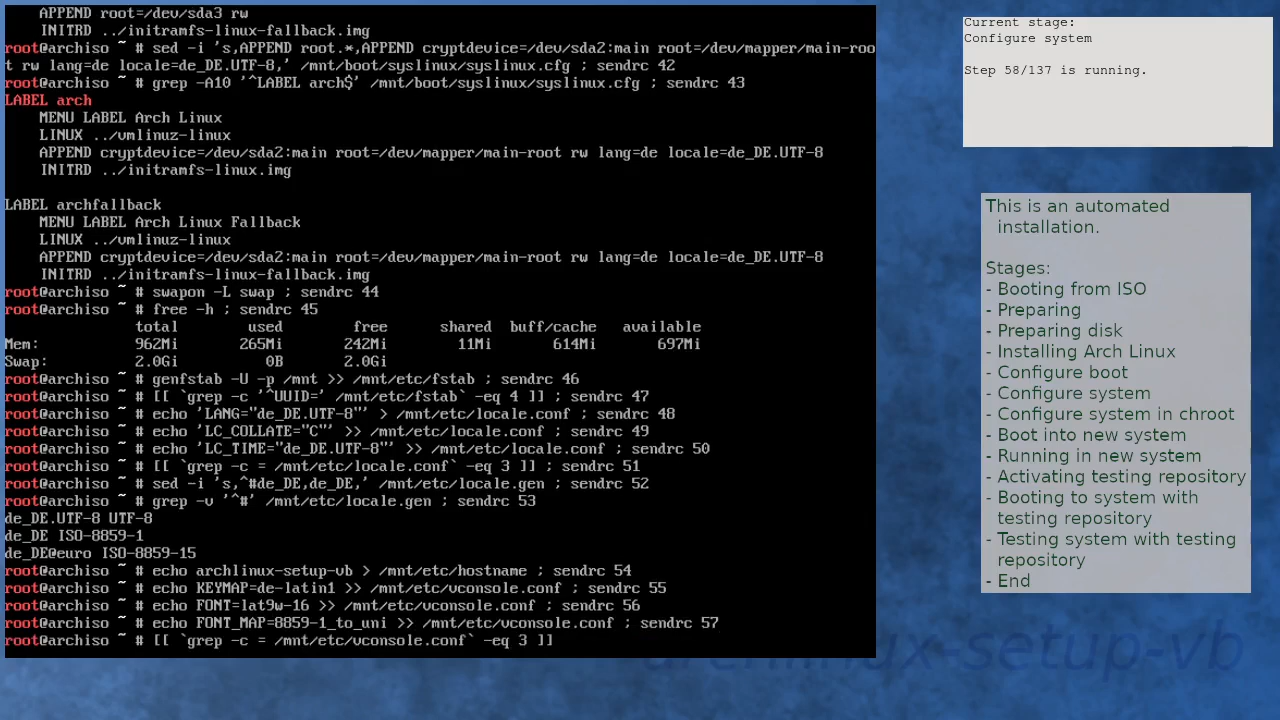 APPEND root=/dev/sda3 rw
    INITRD ../initramfs-linux-fallback.img
root@archiso ~ # sed -i 's,APPEND root.*,APPEND cryptdevice=/dev/sda2:main root=/dev/mapper/main-roo
t rw lang=de locale=de_DE.UTF-8,' /mnt/boot/syslinux/syslinux.cfg ; sendrc 42
root@archiso ~ # grep -A10 '^LABEL arch$' /mnt/boot/syslinux/syslinux.cfg ; sendrc 43
LABEL arch
    MENU LABEL Arch Linux
    LINUX ../vmlinuz-linux
    APPEND cryptdevice=/dev/sda2:main root=/dev/mapper/main-root rw lang=de locale=de_DE.UTF-8
    INITRD ../initramfs-linux.img

LABEL archfallback
    MENU LABEL Arch Linux Fallback
    LINUX ../vmlinuz-linux
    APPEND cryptdevice=/dev/sda2:main root=/dev/mapper/main-root rw lang=de locale=de_DE.UTF-8
    INITRD ../initramfs-linux-fallback.img
root@archiso ~ # swapon -L swap ; sendrc 44
root@archiso ~ # free -h ; sendrc 45
               total        used        free      shared  buff/cache   available
Mem:           962Mi       265Mi       242Mi        11Mi       614Mi       697Mi
Swap:          2.0Gi          0B       2.0Gi
root@archiso ~ # genfstab -U -p /mnt >> /mnt/etc/fstab ; sendrc 46
root@archiso ~ # [[ `grep -c '^UUID=' /mnt/etc/fstab` -eq 4 ]] ; sendrc 47
root@archiso ~ # echo 'LANG="de_DE.UTF-8"' > /mnt/etc/locale.conf ; sendrc 48
root@archiso ~ # echo 'LC_COLLATE="C"' >> /mnt/etc/locale.conf ; sendrc 49
root@archiso ~ # echo 'LC_TIME="de_DE.UTF-8"' >> /mnt/etc/locale.conf ; sendrc 50
root@archiso ~ # [[ `grep -c = /mnt/etc/locale.conf` -eq 3 ]] ; sendrc 51
root@archiso ~ # sed -i 's,^#de_DE,de_DE,' /mnt/etc/locale.gen ; sendrc 52
root@archiso ~ # grep -v '^#' /mnt/etc/locale.gen ; sendrc 53
de_DE.UTF-8 UTF-8
de_DE ISO-8859-1
de_DE@euro ISO-8859-15
root@archiso ~ # echo archlinux-setup-vb > /mnt/etc/hostname ; sendrc 54
root@archiso ~ # echo KEYMAP=de-latin1 >> /mnt/etc/vconsole.conf ; sendrc 55
root@archiso ~ # echo FONT=lat9w-16 >> /mnt/etc/vconsole.conf ; sendrc 56
root@archiso ~ # echo FONT_MAP=8859-1_to_uni >> /mnt/etc/vconsole.conf ; sendrc 57
root@archiso ~ # [[ `grep -c = /mnt/etc/vconsole.conf` -eq 3 ]]
Current stage:
Configure system

Step 58/137 is running.

This is an automated
installation.

Stages:
- Booting from ISO
- Preparing
- Preparing disk
- Installing Arch Linux
- Configure boot
- Configure system
- Configure system in chroot
- Boot into new system
- Running in new system
- Activating testing repository
- Booting to system with
testing repository
- Testing system with testing
repository
- End
archlinux-setup-vb